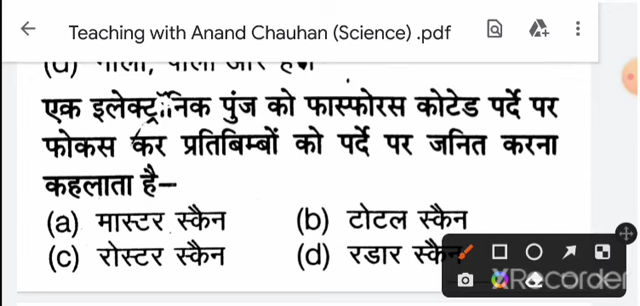 Teaching with Anand Chauhan (Science) .pdf
एक इलेक्ट्रॉनिक पुंज को फास्फोरस कोटेड पर्दे पर
फोकस कर प्रतिबिम्बों को पर्दे पर जनित करना
कहलाता है–
(a) मास्टर स्कैन (b) टोटल स्कैन
(c) रोस्टर स्कैन (d) रडार स्कैन
XRecorder